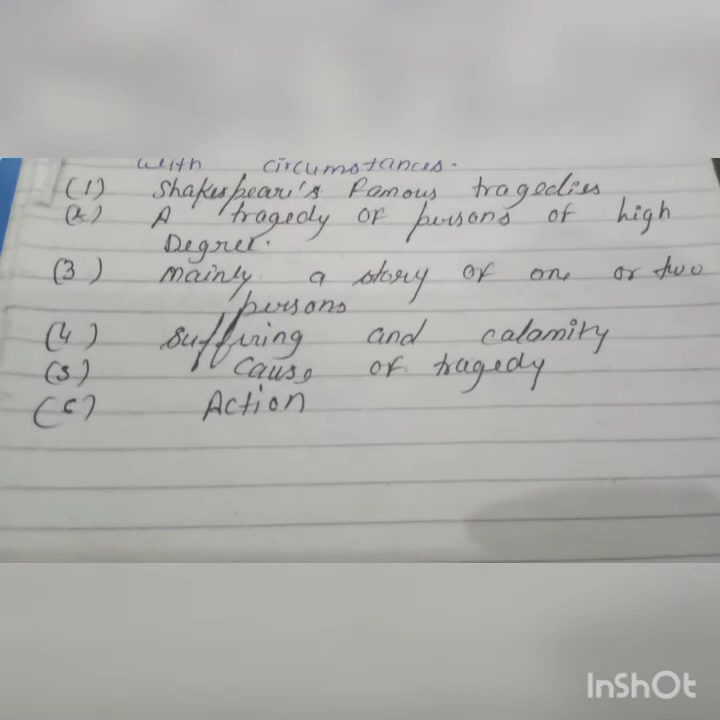 with circumstances.
(1) Shakespeare's Famous tragedies
(2) A tragedy of persons of high
Degree.
(3) mainly a story of one or two
persons
(4) Suffering and calamity
(5) Cause of tragedy
(6) Action
InShOt